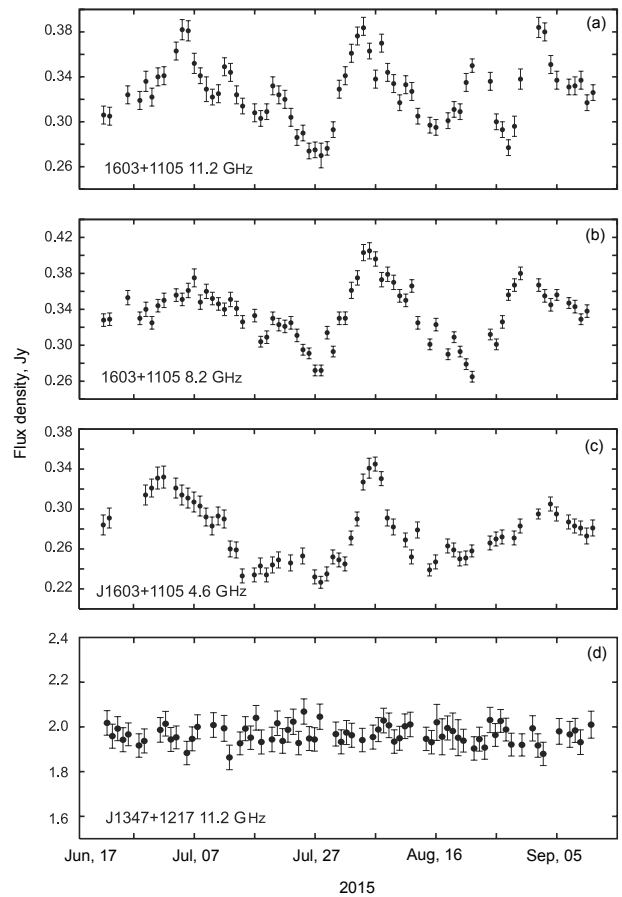 (a)
0.38
0.34
0.30
0.26
1603+1105 11.2 GHz
(b)
0.42
0.38
0.34
0.30
0.26
1603+1105 8.2 GHz
Flux density, Jy
(c)
0.38
0.34
0.30
0.26
0.22
J1603+1105 4.6 GHz
(d)
2.4
2.2
2.0
1.8
1.6
J1347+1217 11.2 GHz
Jun, 17 Jul, 07 Jul, 27 Aug, 16 Sep, 05
2015